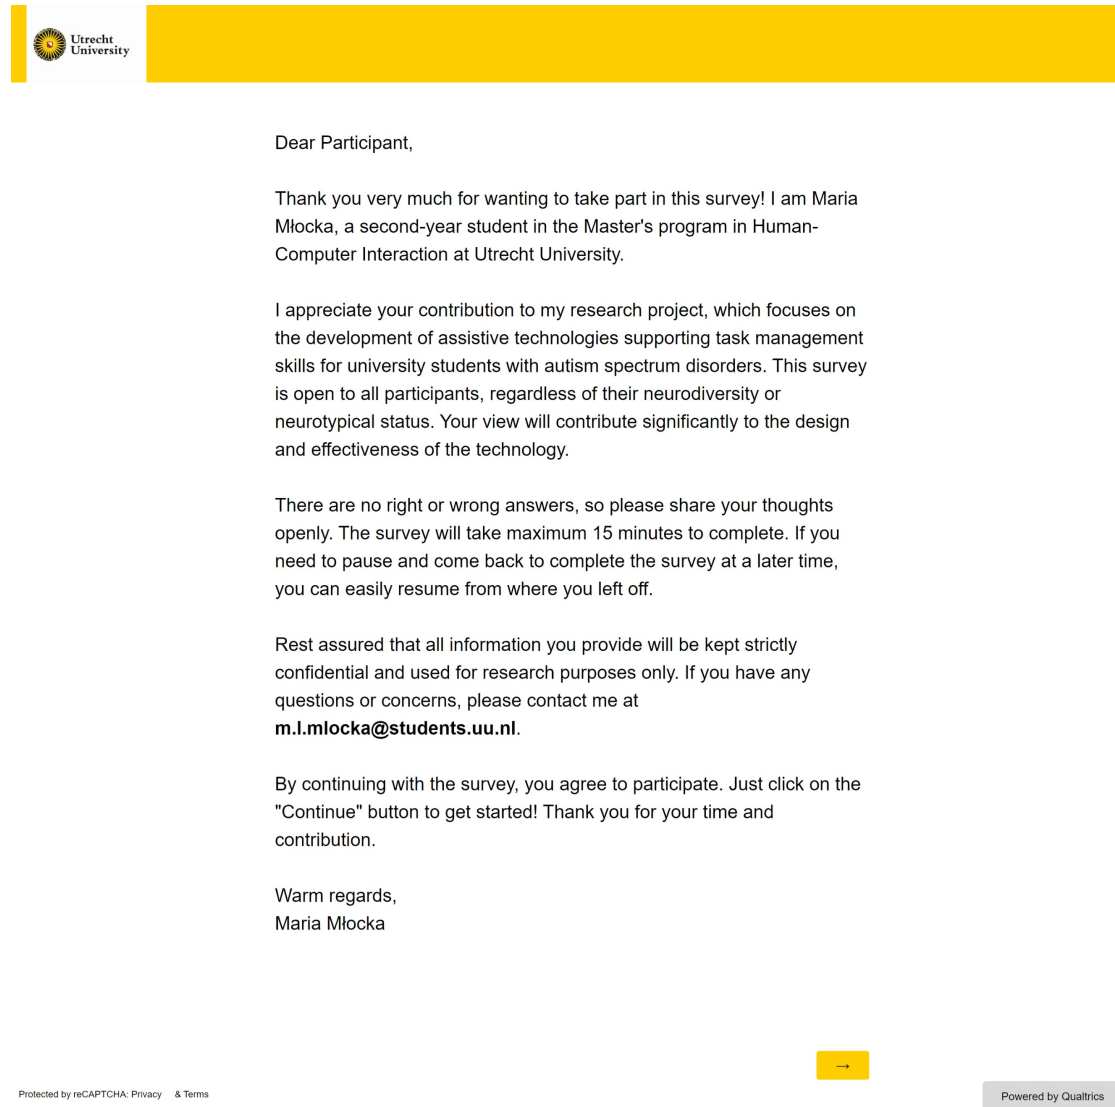 Utrecht
University
Dear Participant,
Thank you very much for wanting to take part in this survey! I am Maria
Młocka, a second-year student in the Master's program in Human-
Computer Interaction at Utrecht University.
I appreciate your contribution to my research project, which focuses on
the development of assistive technologies supporting task management
skills for university students with autism spectrum disorders. This survey
is open to all participants, regardless of their neurodiversity or
neurotypical status. Your view will contribute significantly to the design
and effectiveness of the technology.
There are no right or wrong answers, so please share your thoughts
openly. The survey will take maximum 15 minutes to complete. If you
need to pause and come back to complete the survey at a later time,
you can easily resume from where you left off.
Rest assured that all information you provide will be kept strictly
confidential and used for research purposes only. If you have any
questions or concerns, please contact me at
m.l.mlocka@students.uu.nl.
By continuing with the survey, you agree to participate. Just click on the
"Continue" button to get started! Thank you for your time and
contribution.
Warm regards,
Maria Młocka
→
Protected by reCAPTCHA: Privacy & Terms
Powered by Qualtrics